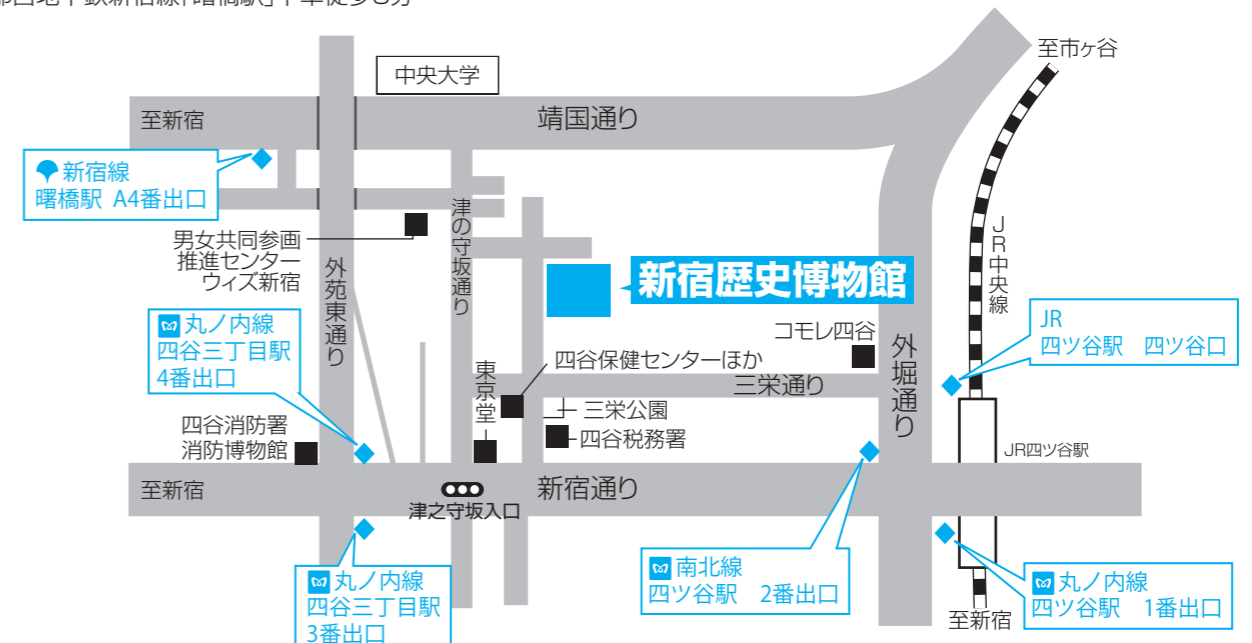 至市ヶ谷
中央大学
至新宿
靖国通り
新宿線
曙橋駅 A4番出口
男女共同参画
推進センター
ウィズ新宿
外苑東通り
津の守坂通り
新宿歴史博物館
JR中央線
丸ノ内線
四谷三丁目駅
4番出口
コモレ四谷
外堀通り
JR
四ツ谷駅 四ツ谷口
四谷保健センターほか
東京堂
三栄通り
三栄公園
四谷税務署
四谷消防署
消防博物館
JR四ツ谷駅
至新宿
新宿通り
津之守坂入口
丸ノ内線
四谷三丁目駅
3番出口
南北線
四ツ谷駅 2番出口
丸ノ内線
四ツ谷駅 1番出口
至新宿